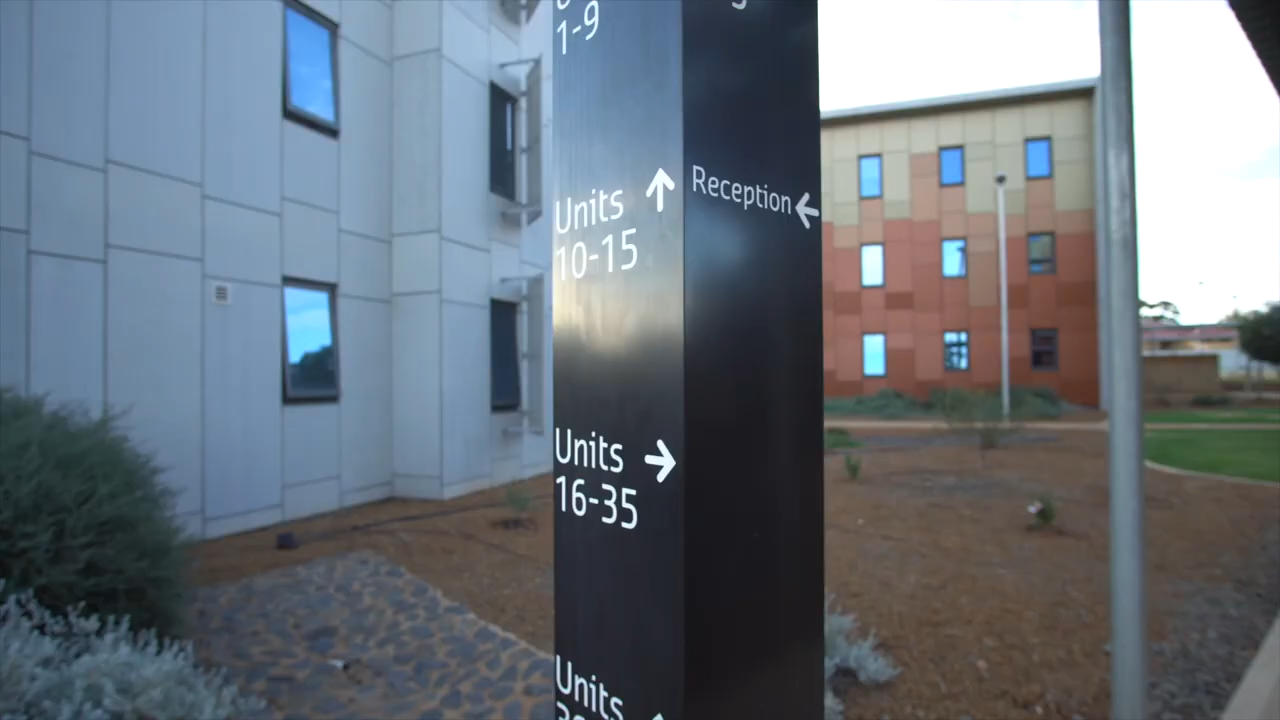 1-9
Units ↑
10-15
Units →
16-35
Units
Reception ←